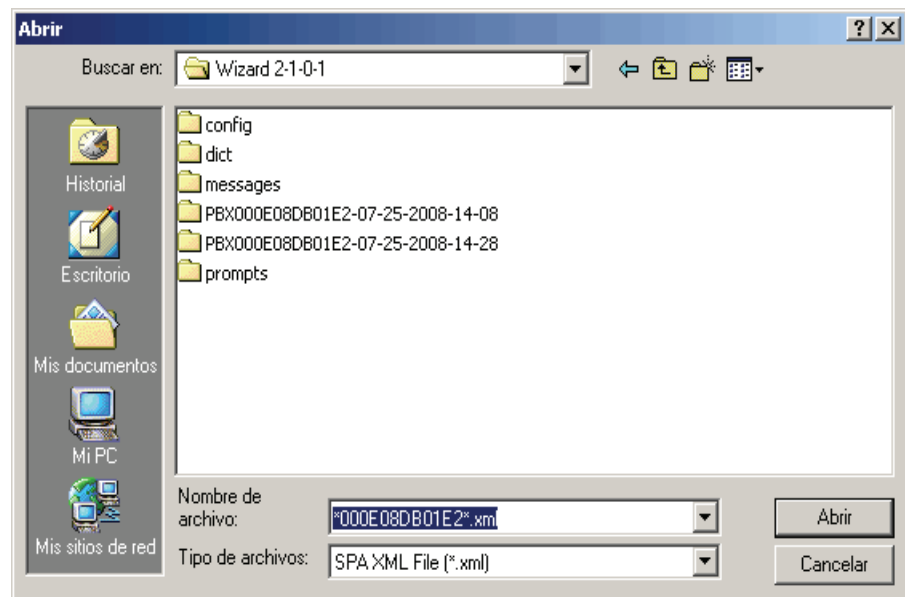 Abrir
Buscar en: Wizard 2-1-0-1
config
dict
messages
PBX000E08DB01E2-07-25-2008-14-08
PBX000E08DB01E2-07-25-2008-14-28
prompts
Historial
Escritorio
Mis documentos
Mi PC
Mis sitios de red
Nombre de
archivo: *000E08DB01E2*.xml
Abrir
Tipo de archivos: SPA XML File (*.xml)
Cancelar